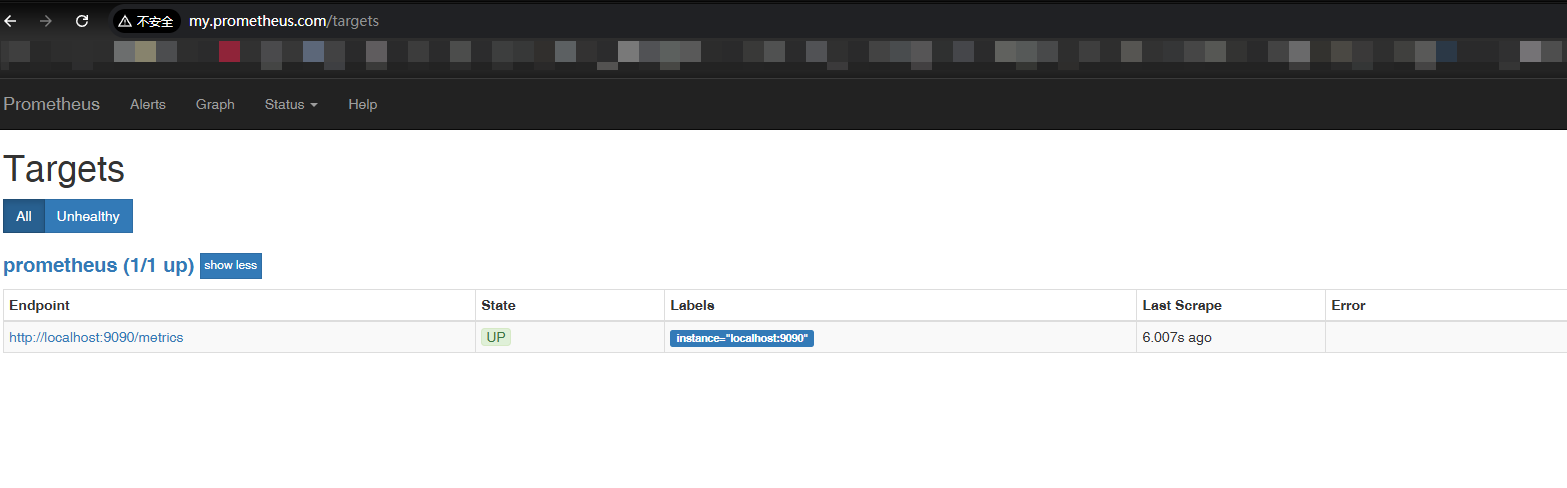 不安全 my.prometheus.com/targets
Prometheus Alerts Graph Status Help
Targets
All Unhealthy
prometheus (1/1 up) show less
Endpoint State Labels Last Scrape Error
http://localhost:9090/metrics UP instance="localhost:9090" 6.007s ago